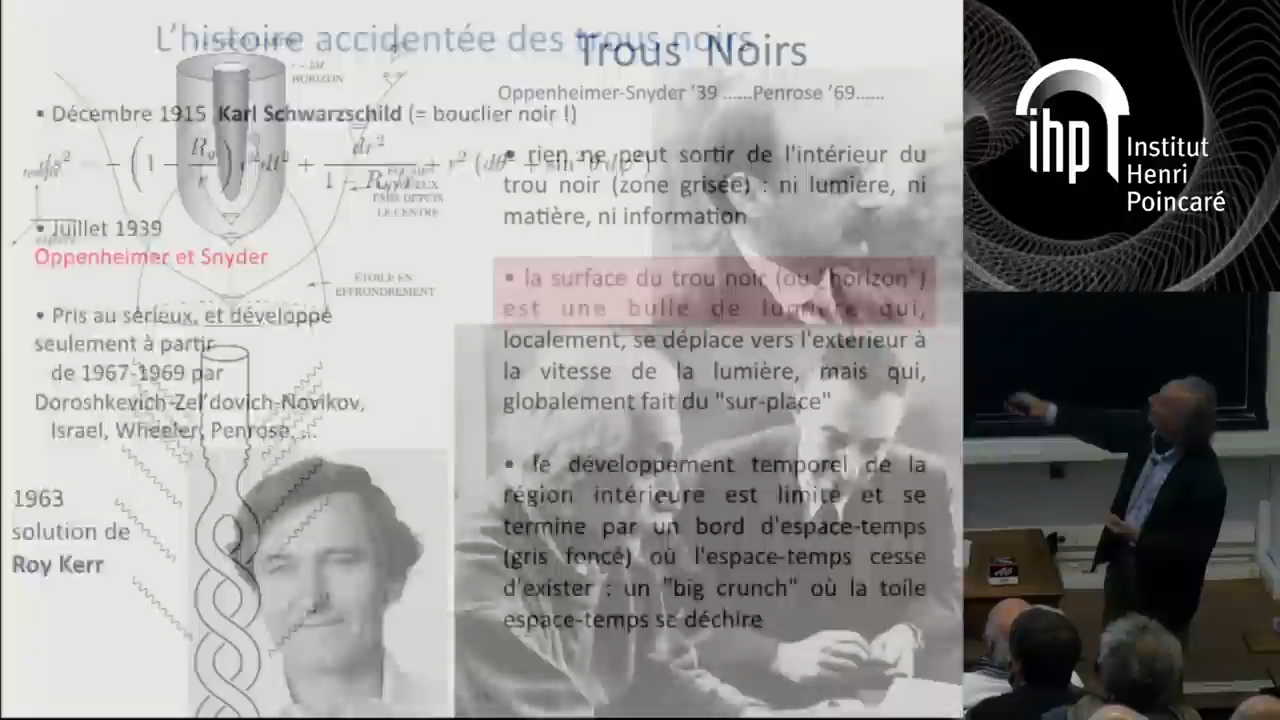 L'histoire accidentée des trous noirs
• Décembre 1915 Karl Schwarzschild (= bouclier noir !)
• Juillet 1939
Oppenheimer et Snyder
• Pris au sérieux, et développé
seulement à partir
de 1967-1969 par
Doroshkevich-Zel'dovich-Novikov,
Israel, Wheeler, Penrose, ...
1963
solution de
Roy Kerr
HORIZON
LE CENTRE
ÉTOILE EN
EFFRONDREMENT
Trous Noirs
Oppenheimer-Snyder '39 ......Penrose '69......
• rien ne peut sortir de l'intérieur du
trou noir (zone grisée) : ni lumiere, ni
matière, ni information
• la surface du trou noir (ou "horizon")
est une bulle de lumière qui,
localement, se déplace vers l'extérieur à
la vitesse de la lumière, mais qui,
globalement fait du "sur-place"
• le développement temporel de la
région intérieure est limité et se
termine par un bord d'espace-temps
(gris foncé) où l'espace-temps cesse
d'exister : un "big crunch" où la toile
espace-temps se déchire
ihp
Institut
Henri
Poincaré